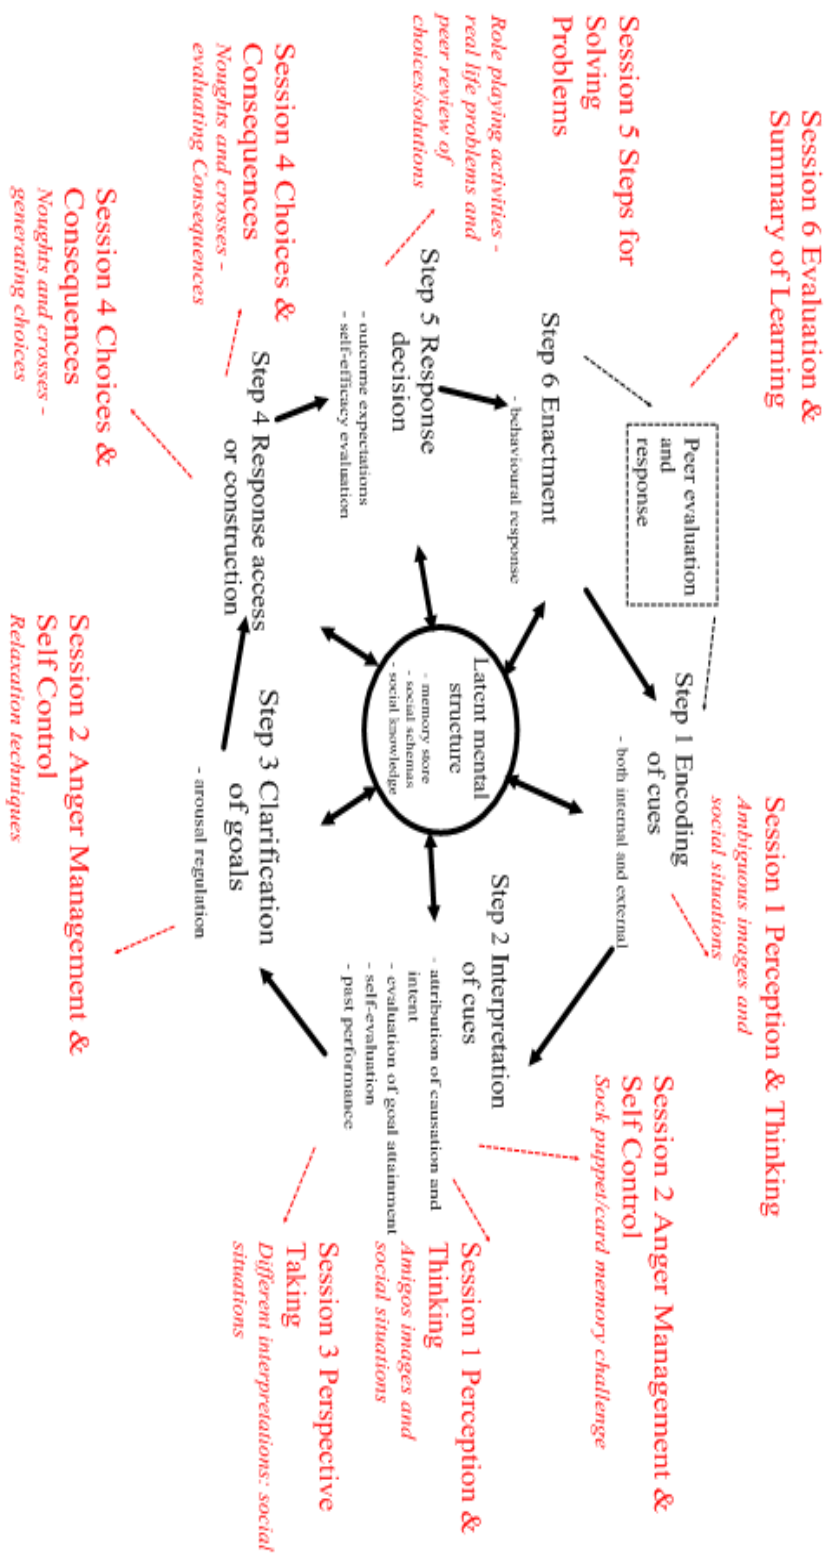 Session 6 Evaluation &
Summary of Learning
Session 1 Perception & Thinking
Ambiguous images and
social situations
Peer evaluation
and
response
Step 1 Encoding
of cues
- both internal and external
Session 2 Anger Management &
Self Control
Sock puppet/card memory challenge
Session 5 Steps for
Solving
Problems
Role playing activities -
real life problems and
peer review of
choices/solutions
Step 6 Enactment
- behavioural response
Latent mental
structure
- memory store
- social schemas
- social knowledge
Step 2 Interpretation
of cues
- attribution of causation and
intent
- evaluation of goal attainment
- self-evaluation
- past performance
Session 1 Perception &
Thinking
Amigos images and
social situations
Step 5 Response
decision
- outcome expectations
- self-efficacy evaluation
Session 3 Perspective
Taking
Different interpretations: social
situations
Session 4 Choices &
Consequences
Noughts and crosses -
evaluating Consequences
Step 4 Response access
or construction
Step 3 Clarification
of goals
- arousal regulation
Session 4 Choices &
Consequences
Noughts and crosses -
generating choices
Session 2 Anger Management &
Self Control
Relaxation techniques